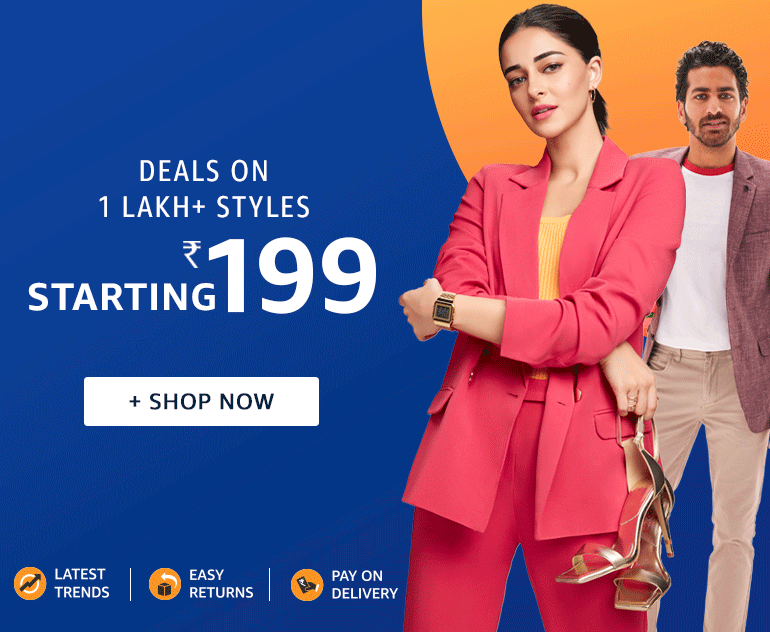 DEALS ON
1 LAKH+ STYLES
STARTING ₹199
+ SHOP NOW
LATEST
TRENDS
EASY
RETURNS
PAY ON
DELIVERY